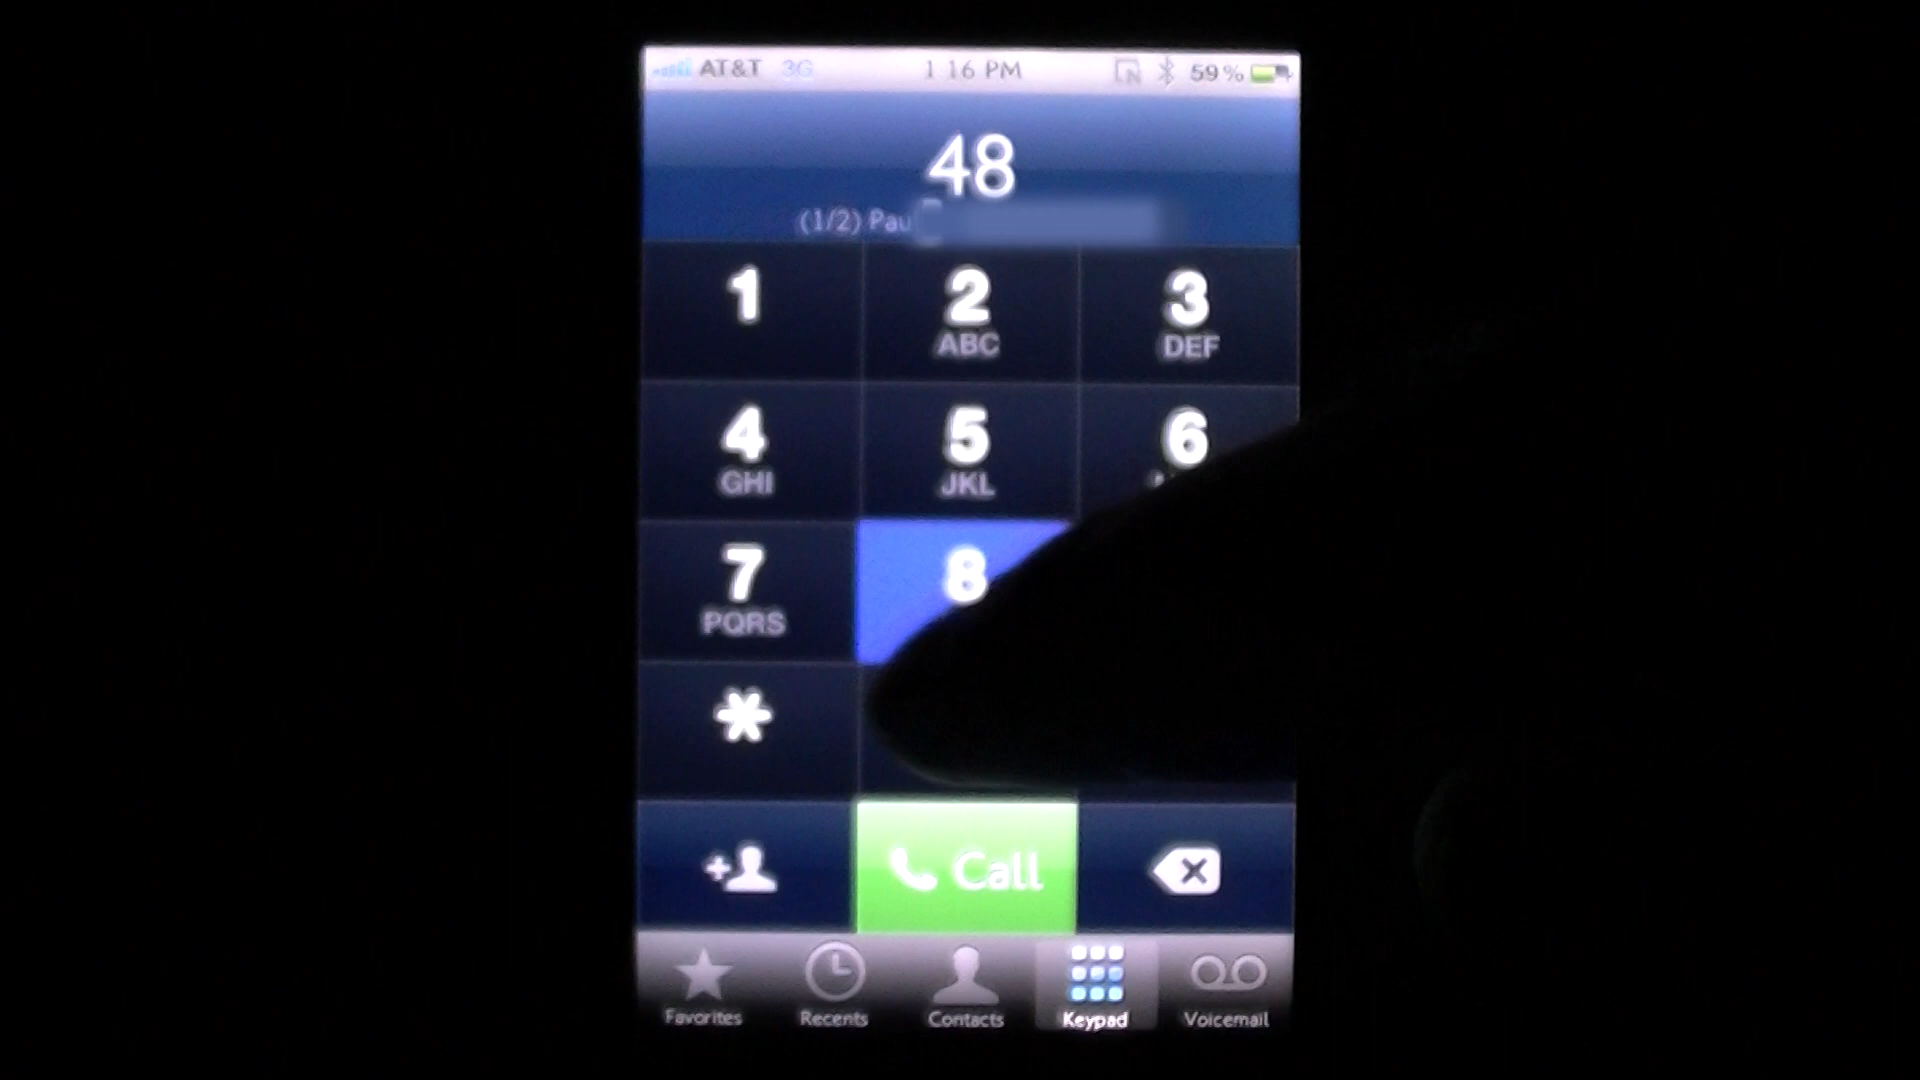 AT&T 3G 1 16 PM 59%
48
(1/2) Pau
1 2 3
ABC DEF
4 5 6
GHI JKL
7 8
PQRS
*
Call
Favorites Recents Contacts Keypad Voicemail